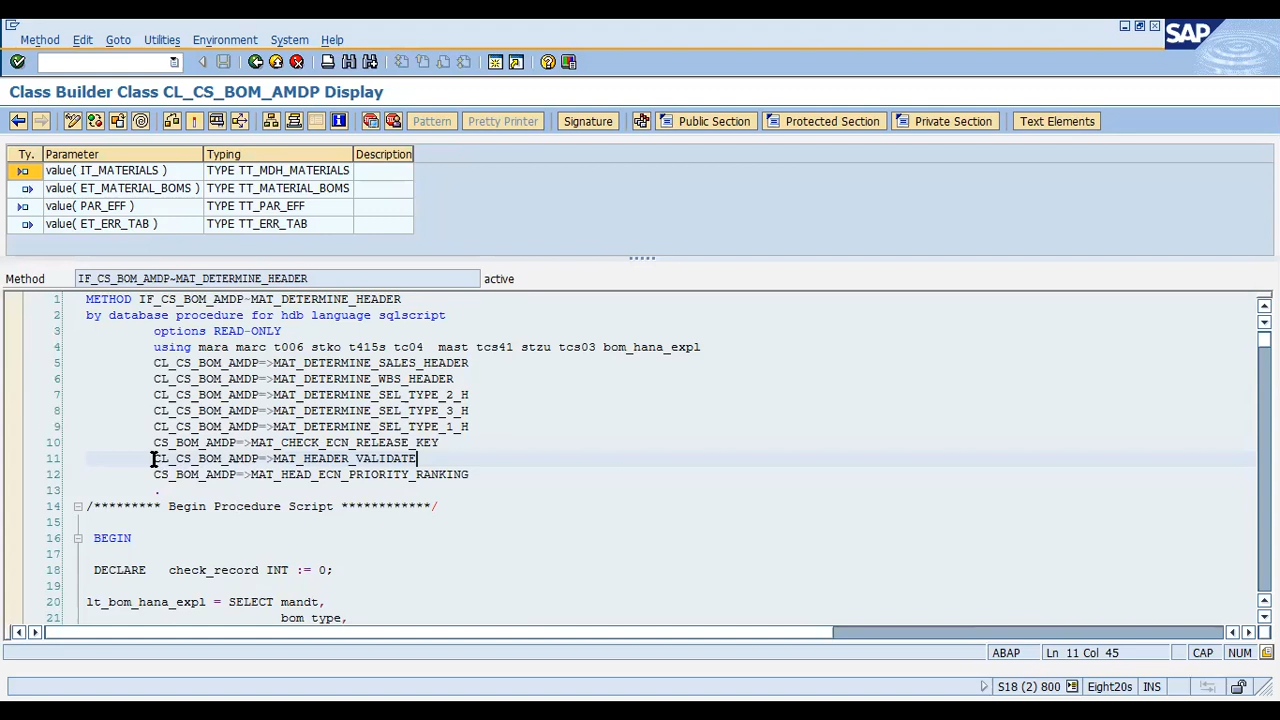 Method Edit Goto Utilities Environment System Help
SAP
Class Builder Class CL_CS_BOM_AMDP Display
Pattern Pretty Printer Signature Public Section Protected Section Private Section Text Elements
Ty. Parameter Typing Description
value( IT_MATERIALS ) TYPE TT_MDH_MATERIALS
value( ET_MATERIAL_BOMS ) TYPE TT_MATERIAL_BOMS
value( PAR_EFF ) TYPE TT_PAR_EFF
value( ET_ERR_TAB ) TYPE TT_ERR_TAB
Method IF_CS_BOM_AMDP~MAT_DETERMINE_HEADER active
1 METHOD IF_CS_BOM_AMDP~MAT_DETERMINE_HEADER
2 by database procedure for hdb language sqlscript
3 options READ-ONLY
4 using mara marc t006 stko t415s tc04 mast tcs41 stzu tcs03 bom_hana_expl
5 CL_CS_BOM_AMDP=>MAT_DETERMINE_SALES_HEADER
6 CL_CS_BOM_AMDP=>MAT_DETERMINE_WBS_HEADER
7 CL_CS_BOM_AMDP=>MAT_DETERMINE_SEL_TYPE_2_H
8 CL_CS_BOM_AMDP=>MAT_DETERMINE_SEL_TYPE_3_H
9 CL_CS_BOM_AMDP=>MAT_DETERMINE_SEL_TYPE_1_H
10 CS_BOM_AMDP=>MAT_CHECK_ECN_RELEASE_KEY
11 CL_CS_BOM_AMDP=>MAT_HEADER_VALIDATE
12 CS_BOM_AMDP=>MAT_HEAD_ECN_PRIORITY_RANKING
13 .
14 /********* Begin Procedure Script ************/
15
16 BEGIN
17
18 DECLARE check_record INT := 0;
19
20 lt_bom_hana_expl = SELECT mandt,
21 bom_type,
ABAP Ln 11 Col 45 CAP NUM
S18 (2) 800 Eight20s INS